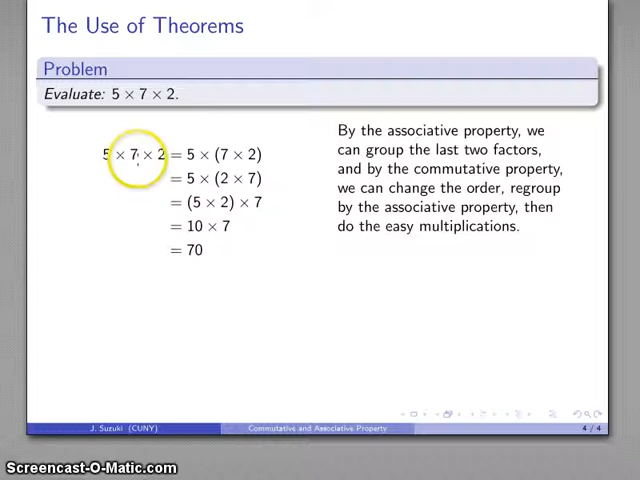 The Use of Theorems
Problem
Evaluate: 5 × 7 × 2.
5 × 7 × 2 = 5 × (7 × 2)
= 5 × (2 × 7)
= (5 × 2) × 7
= 10 × 7
= 70
By the associative property, we
can group the last two factors,
and by the commutative property,
we can change the order, regroup
by the associative property, then
do the easy multiplications.
J. Suzuki (CUNY)
Commutative and Associative Property
4 / 4
Screencast-O-Matic.com